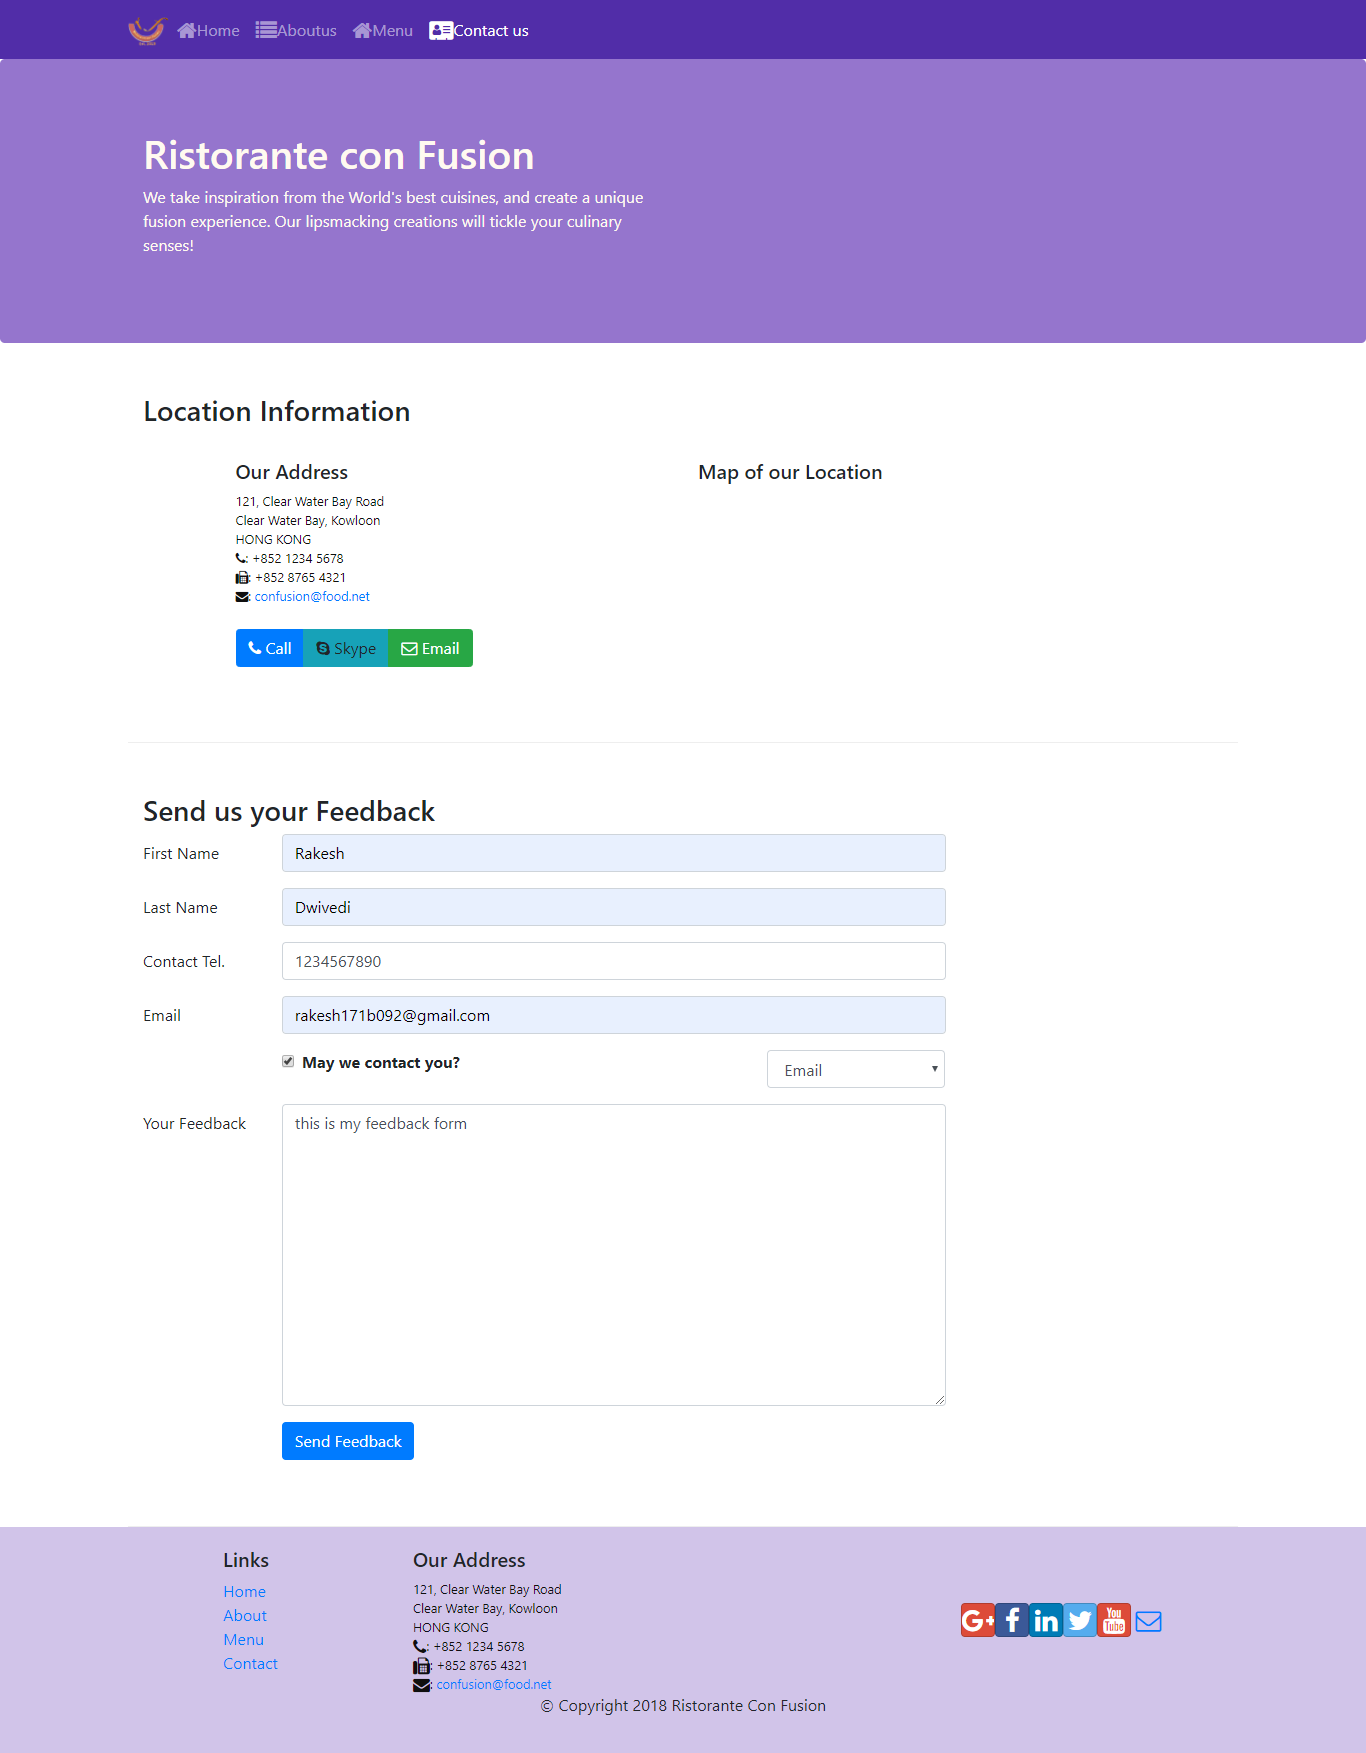 Home Aboutus Menu Contact us
Ristorante con Fusion
We take inspiration from the World's best cuisines, and create a unique
fusion experience. Our lipsmacking creations will tickle your culinary
senses!
Location Information
Our Address
121, Clear Water Bay Road
Clear Water Bay, Kowloon
HONG KONG
: +852 1234 5678
: +852 8765 4321
: confusion@food.net
Call Skype Email
Map of our Location
Send us your Feedback
First Name Rakesh
Last Name Dwivedi
Contact Tel. 1234567890
Email rakesh171b092@gmail.com
May we contact you? Email
Your Feedback this is my feedback form
Send Feedback
Links
Home
About
Menu
Contact
Our Address
121, Clear Water Bay Road
Clear Water Bay, Kowloon
HONG KONG
: +852 1234 5678
: +852 8765 4321
: confusion@food.net
G+ f in You Tube
© Copyright 2018 Ristorante Con Fusion